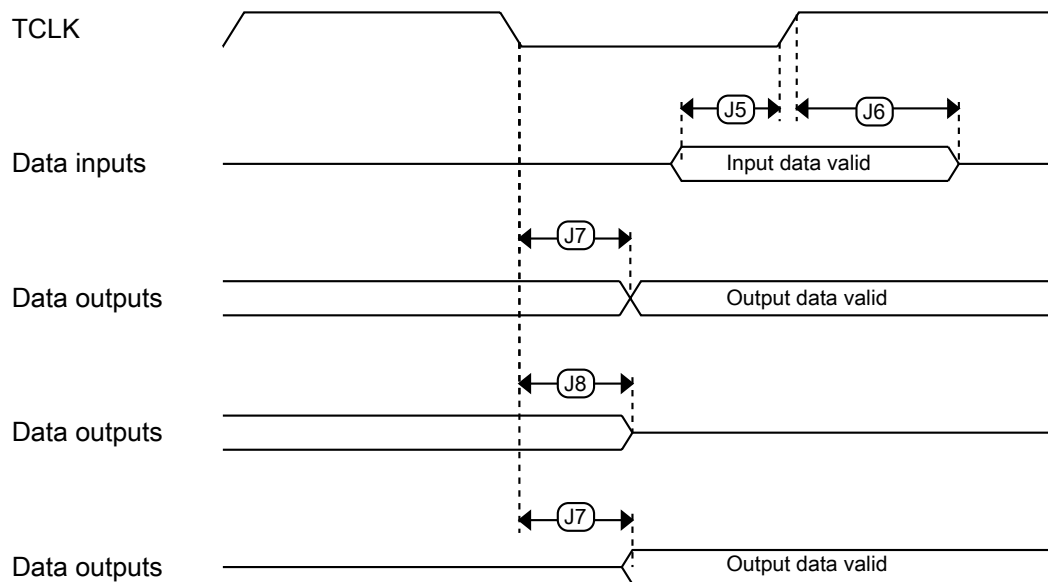 TCLK
J5
J6
Data inputs
Input data valid
J7
Data outputs
Output data valid
J8
Data outputs
J7
Data outputs
Output data valid